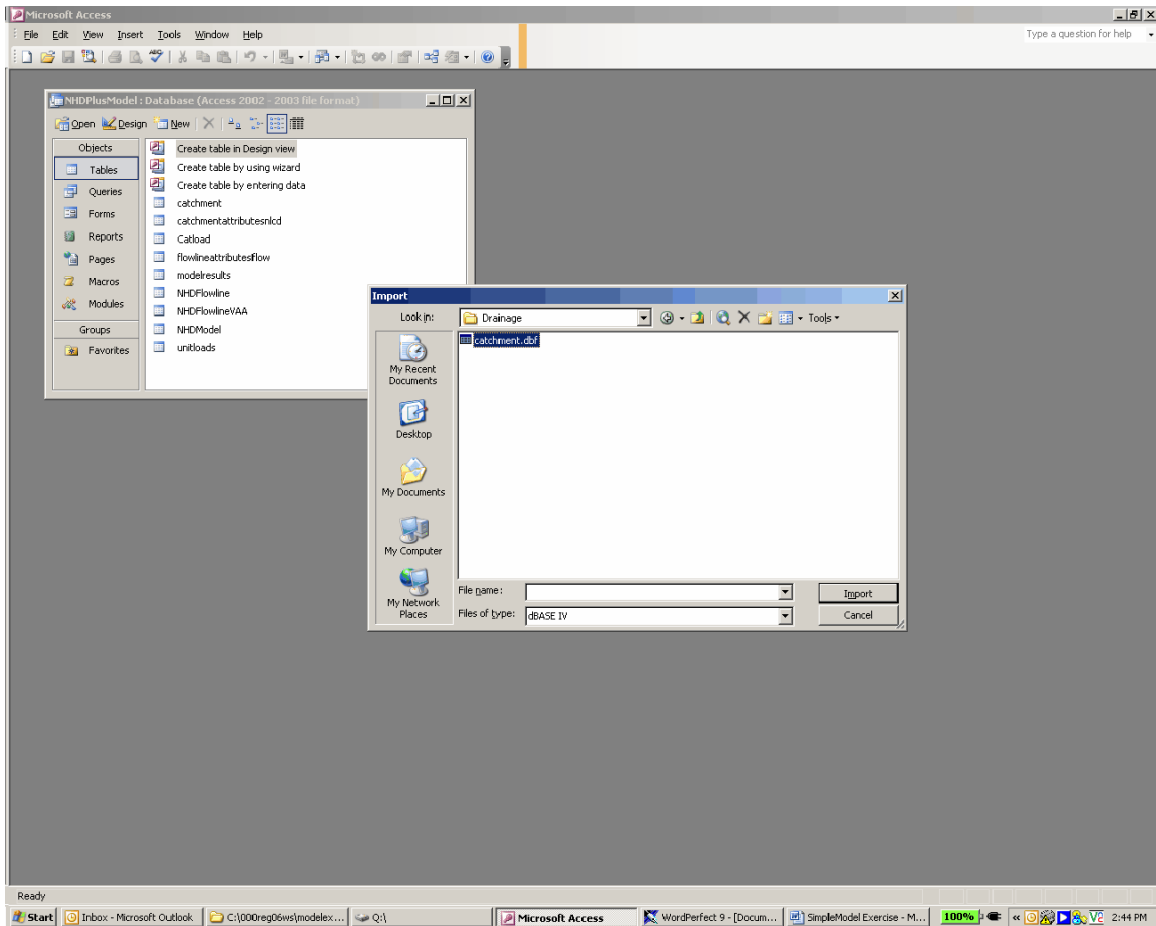 Microsoft Access
File Edit View Insert Tools Window Help
Type a question for help
NHDPlusModel : Database (Access 2002 - 2003 file format)
Open Design New
Objects
Tables
Queries
Forms
Reports
Pages
Macros
Modules
Groups
Favorites
Create table in Design view
Create table by using wizard
Create table by entering data
catchment
catchmentattributesnlcd
Catload
flowlineattributesflow
modelresults
NHDFlowline
NHDFlowlineVAA
NHDModel
unitloads
Import
Look in: Drainage Tools
catchment.dbf
My Recent
Documents
Desktop
My Documents
My Computer
My Network
Places
File name: Import
Files of type: dBASE IV Cancel
Ready
Start Inbox - Microsoft Outlook C:\000reg06ws\modelex... Q:\ Microsoft Access WordPerfect 9 - [Docum... SimpleModel Exercise - M... 100% « V2 2:44 PM